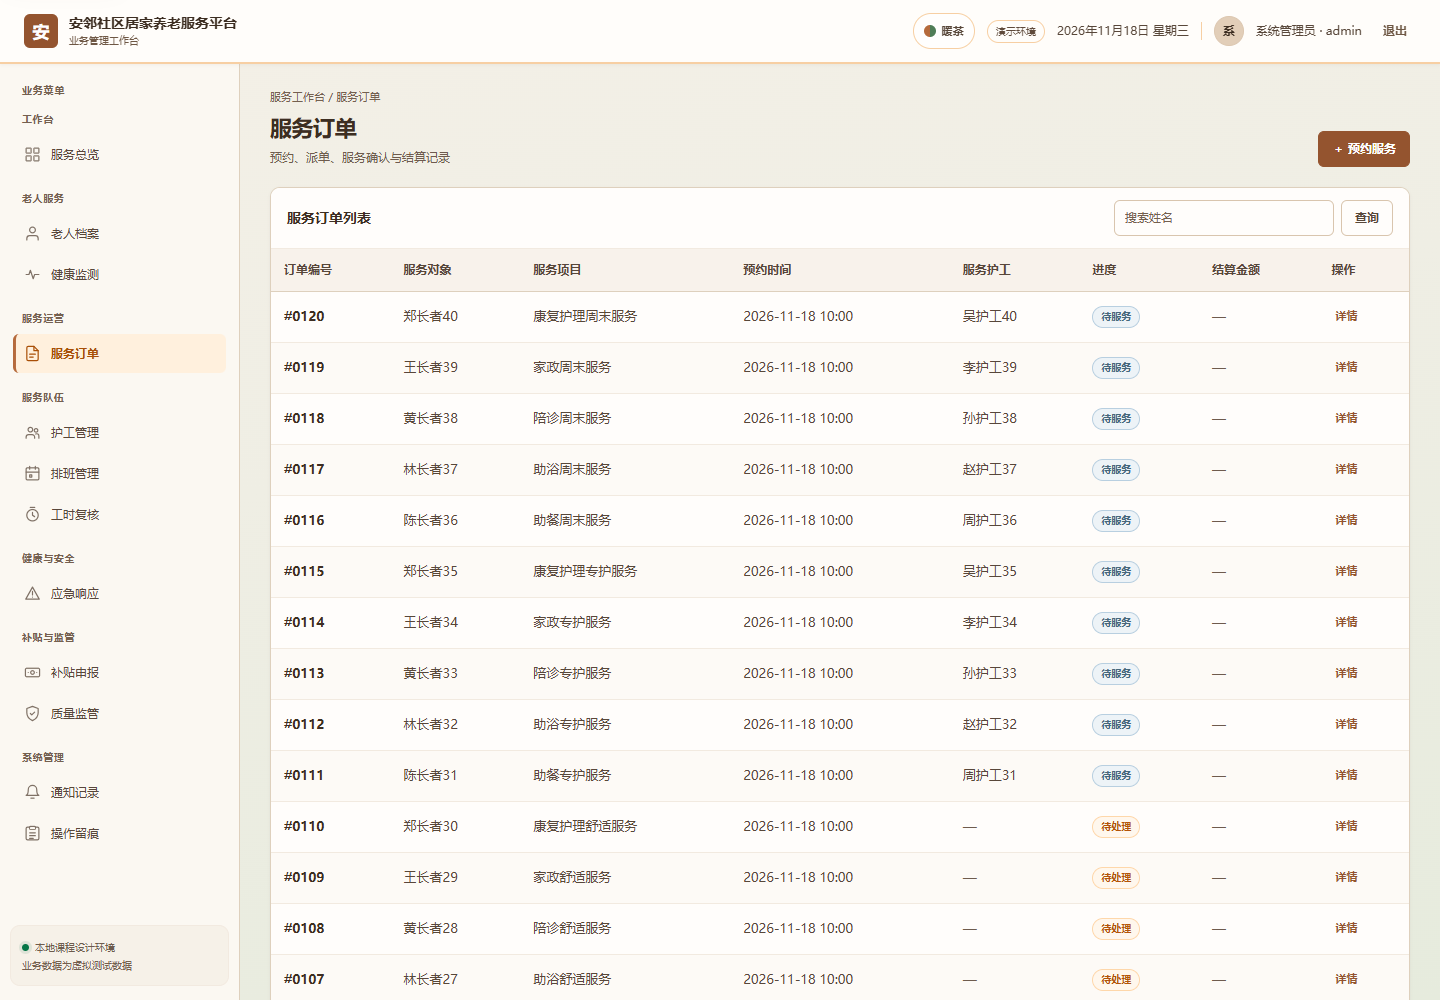 安
安邻社区居家养老服务平台
业务管理工作台
暖茶
演示环境
2026年11月18日 星期三
系
系统管理员 · admin
退出
业务菜单
工作台
服务总览
老人服务
老人档案
健康监测
服务运营
服务订单
服务队伍
护工管理
排班管理
工时复核
健康与安全
应急响应
补贴与监管
补贴申报
质量监管
系统管理
通知记录
操作留痕
本地课程设计环境
业务数据为虚拟测试数据
服务工作台 / 服务订单
服务订单
预约、派单、服务确认与结算记录
+ 预约服务
服务订单列表
搜索姓名
查询
订单编号 服务对象 服务项目 预约时间 服务护工 进度 结算金额 操作
#0120 郑长者40 康复护理周末服务 2026-11-18 10:00 吴护工40 待服务 — 详情
#0119 王长者39 家政周末服务 2026-11-18 10:00 李护工39 待服务 — 详情
#0118 黄长者38 陪诊周末服务 2026-11-18 10:00 孙护工38 待服务 — 详情
#0117 林长者37 助浴周末服务 2026-11-18 10:00 赵护工37 待服务 — 详情
#0116 陈长者36 助餐周末服务 2026-11-18 10:00 周护工36 待服务 — 详情
#0115 郑长者35 康复护理专护服务 2026-11-18 10:00 吴护工35 待服务 — 详情
#0114 王长者34 家政专护服务 2026-11-18 10:00 李护工34 待服务 — 详情
#0113 黄长者33 陪诊专护服务 2026-11-18 10:00 孙护工33 待服务 — 详情
#0112 林长者32 助浴专护服务 2026-11-18 10:00 赵护工32 待服务 — 详情
#0111 陈长者31 助餐专护服务 2026-11-18 10:00 周护工31 待服务 — 详情
#0110 郑长者30 康复护理舒适服务 2026-11-18 10:00 — 待处理 — 详情
#0109 王长者29 家政舒适服务 2026-11-18 10:00 — 待处理 — 详情
#0108 黄长者28 陪诊舒适服务 2026-11-18 10:00 — 待处理 — 详情
#0107 林长者27 助浴舒适服务 2026-11-18 10:00 — 待处理 — 详情